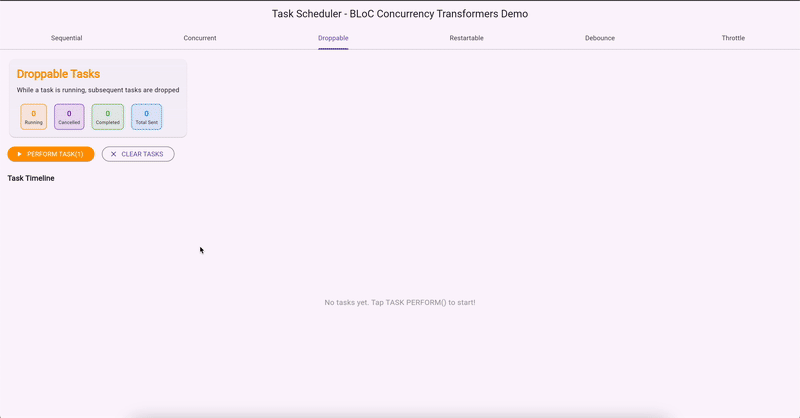 Task Scheduler - BLoC Concurrency Transformers Demo
Sequential Concurrent Droppable Restartable Debounce Throttle
Droppable Tasks
While a task is running, subsequent tasks are dropped
0 0 0 0
Running Cancelled Completed Total Sent
PERFORM TASK(1) CLEAR TASKS
Task Timeline
No tasks yet. Tap TASK PERFORM() to start!